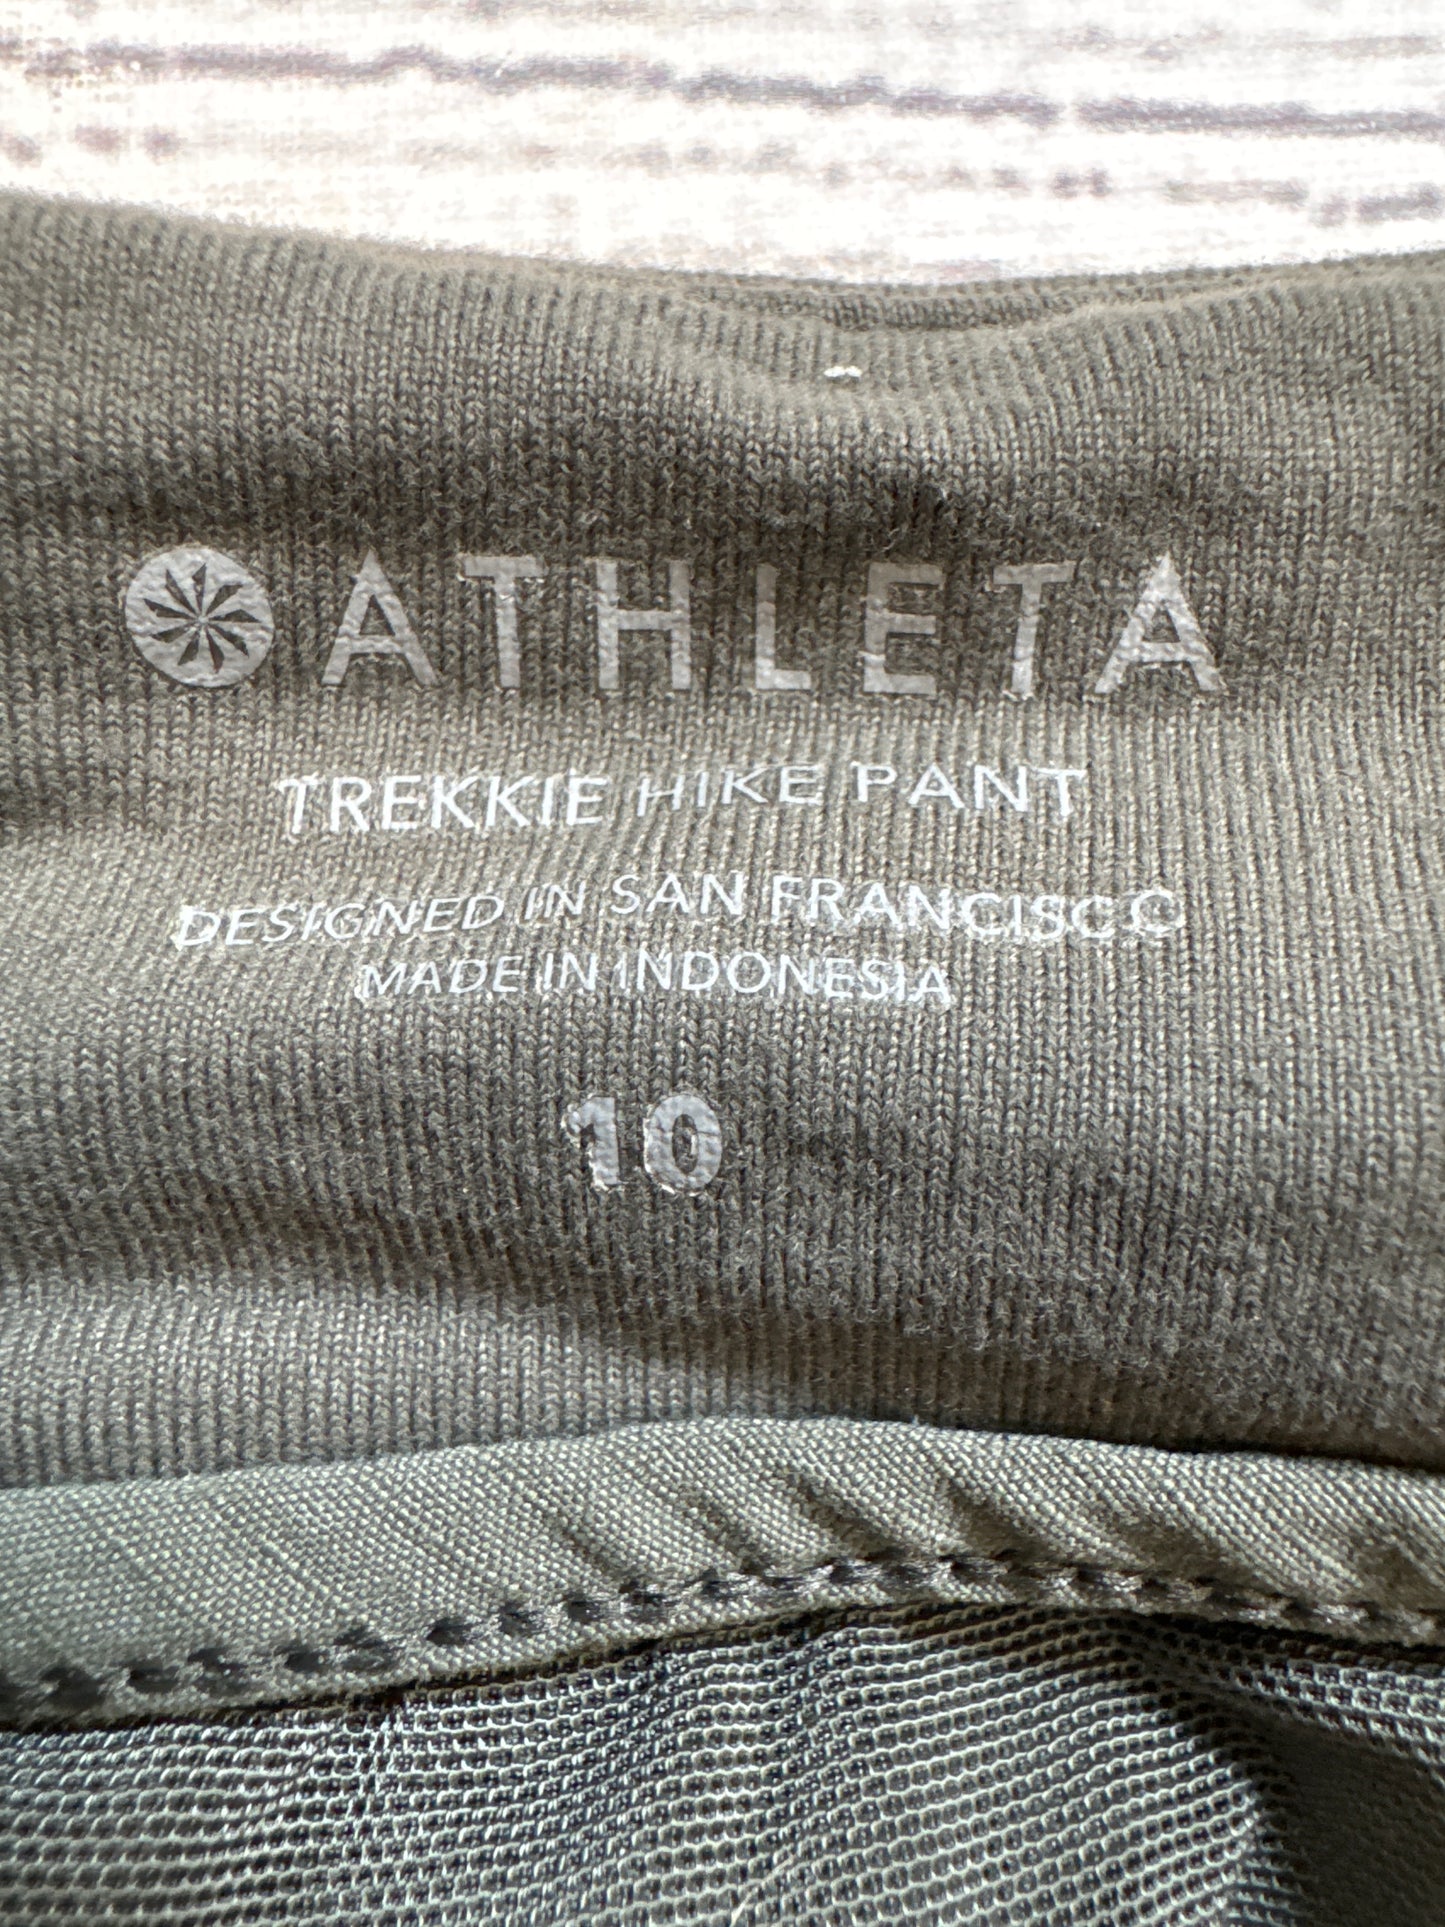 ATHLETA
TREKKIE HIKE PANT
DESIGNED IN SAN FRANCISCO
MADE IN INDONESIA
10